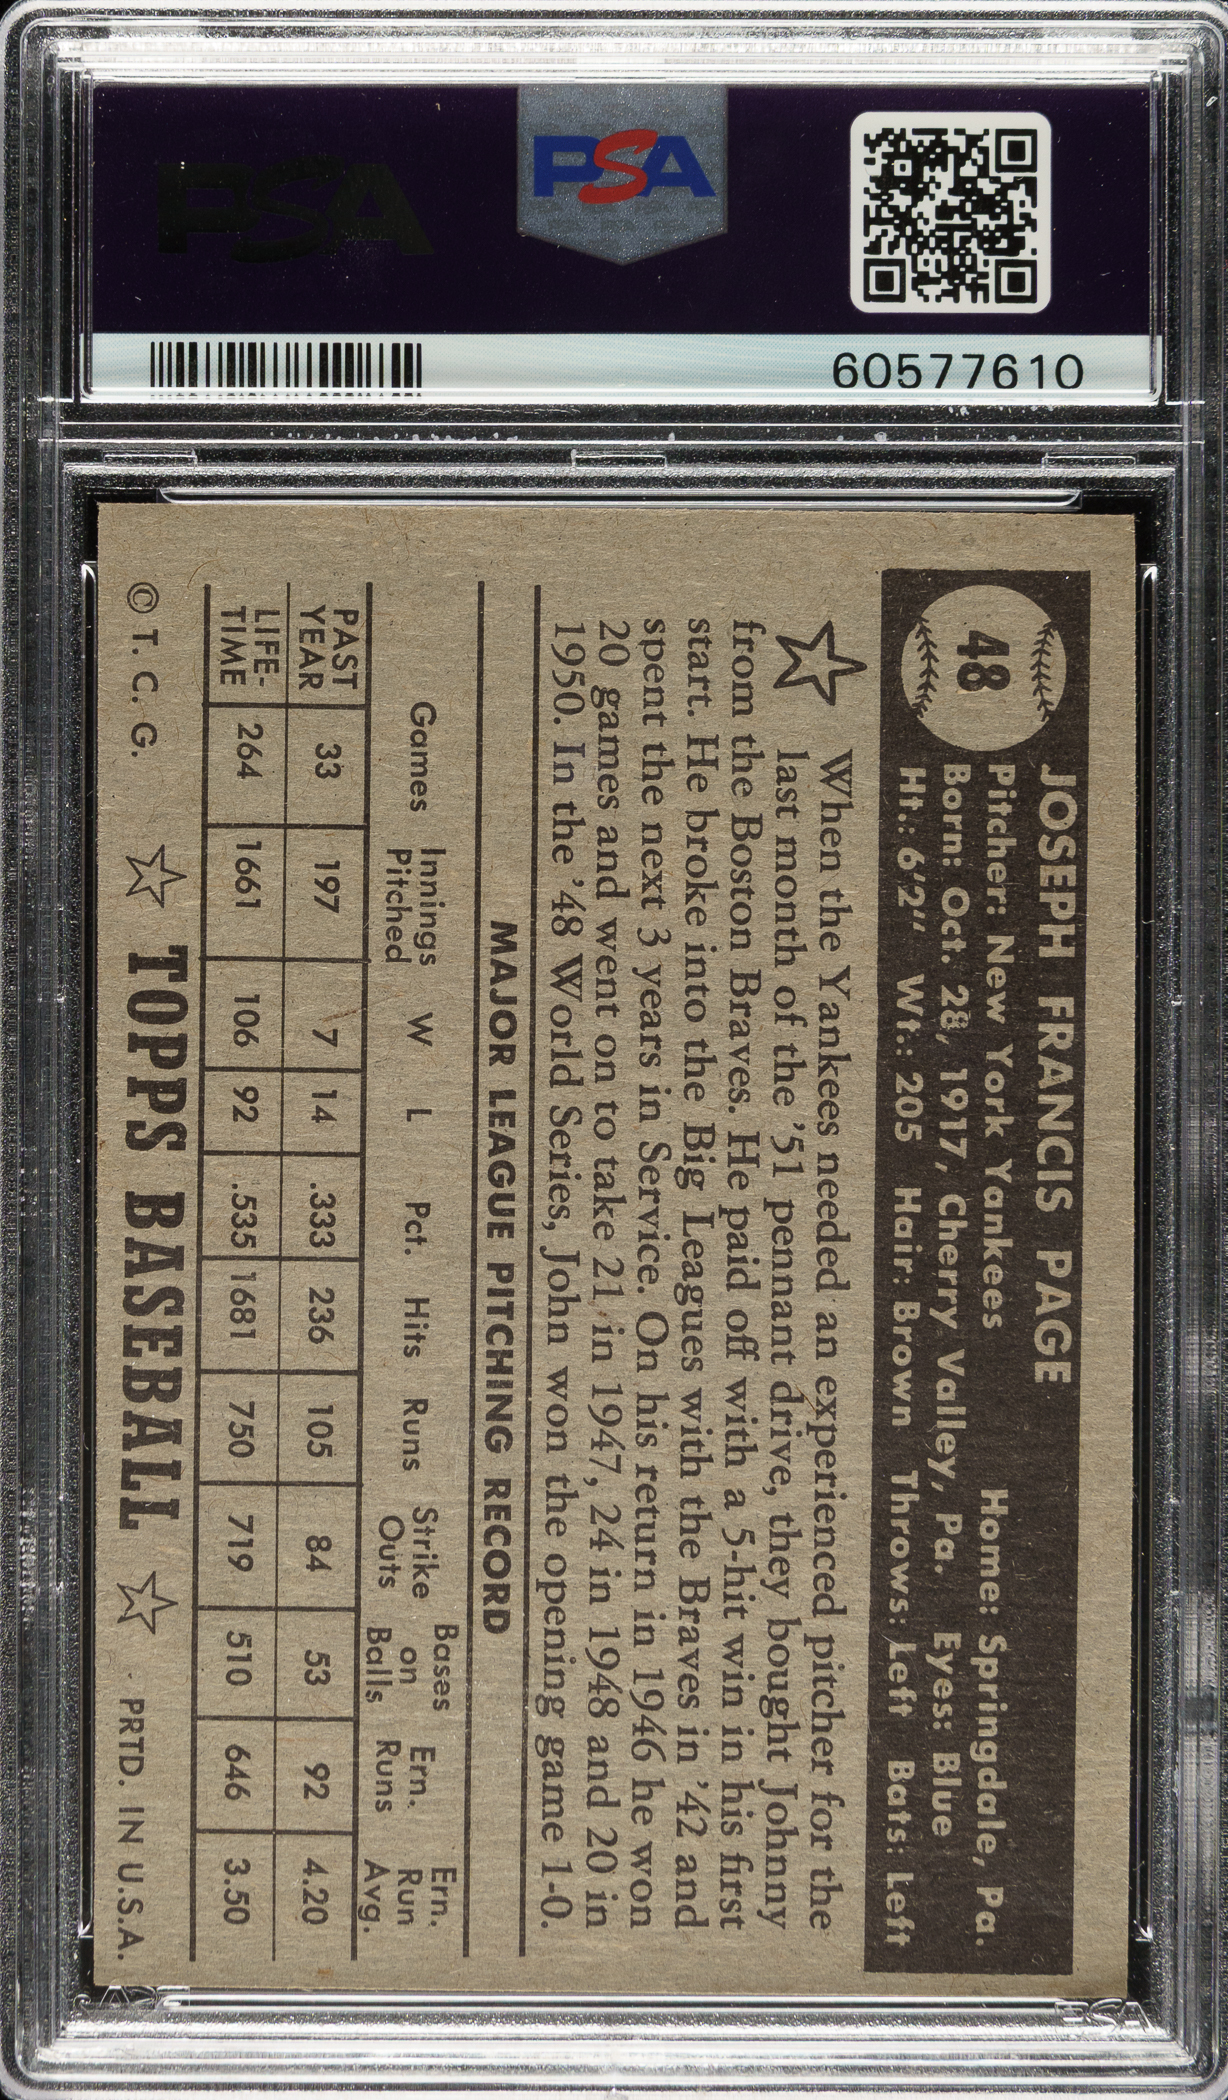 PSA
PSA
60577610
48
JOSEPH FRANCIS PAGE
Pitcher: New York Yankees Home: Springdale, Pa.
Born: Oct. 28, 1917, Cherry Valley, Pa. Eyes: Blue
Ht.: 6'2" Wt.: 205 Hair: Brown Throws: Left Bats: Left
When the Yankees needed an experienced pitcher for the
last month of the '51 pennant drive, they bought Johnny
from the Boston Braves. He paid off with a 5-hit win in his first
start. He broke into the Big Leagues with the Braves in '42 and
spent the next 3 years in Service. On his return in 1946 he won
20 games and went on to take 21 in 1947, 24 in 1948 and 20 in
1950. In the '48 World Series, John won the opening game 1-0.
MAJOR LEAGUE PITCHING RECORD
Games Innings Pitched W L Pct. Hits Runs Strike Outs Bases on Balls Ern. Runs Ern. Run Avg.
PAST YEAR 33 197 7 14 .333 236 105 84 53 92 4.20
LIFE-TIME 264 1661 106 92 .535 1681 750 719 510 646 3.50
© T. C. G. TOPPS BASEBALL PRTD. IN U.S.A.
PSA